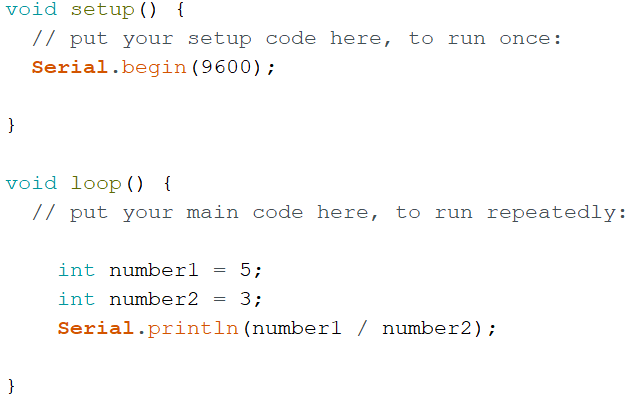 void setup() {
// put your setup code here, to run once:
Serial.begin(9600);
}
void loop() {
// put your main code here, to run repeatedly:
int number1 = 5;
int number2 = 3;
Serial.println(number1 / number2);
}